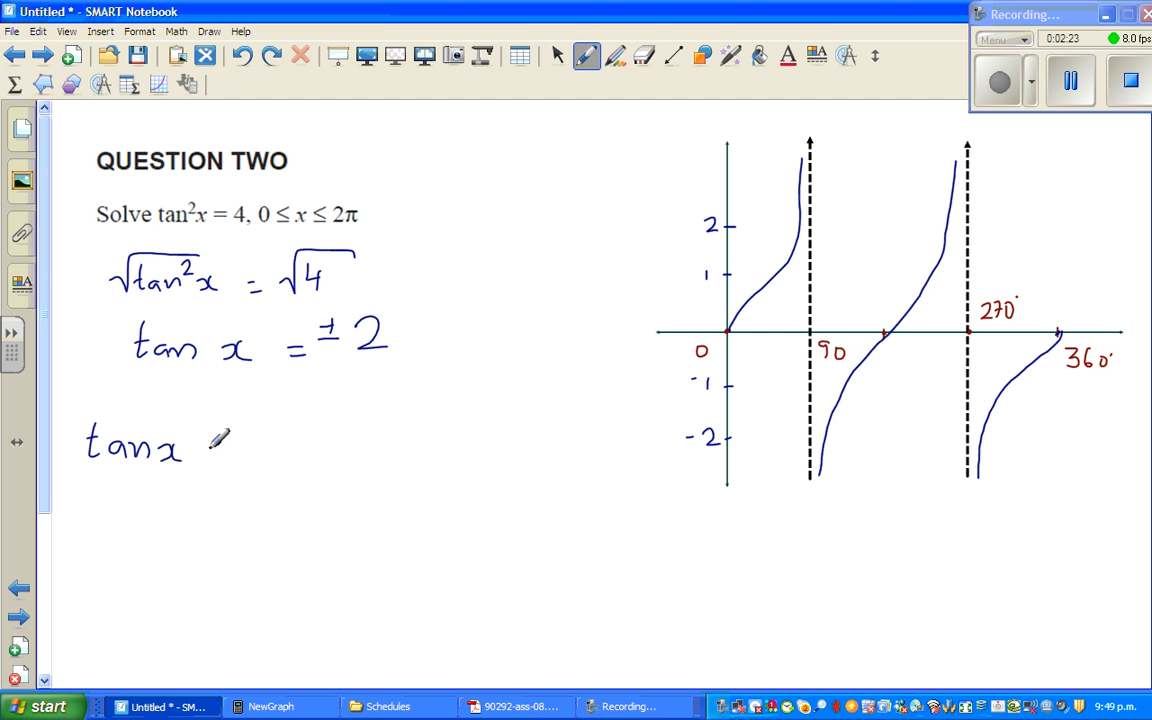 Untitled * - SMART Notebook
File Edit View Insert Format Math Draw Help
Recording...
Menu 0:02:23 8.0 fps
QUESTION TWO
Solve tan²x = 4, 0 ≤ x ≤ 2π
√tan²x = √4
tan x = ± 2
tan x
2
1
0
-1
-2
90
270°
360°
start Untitled * - SM... NewGraph Schedules 90292-ass-08.... Recording... 9:49 p.m.